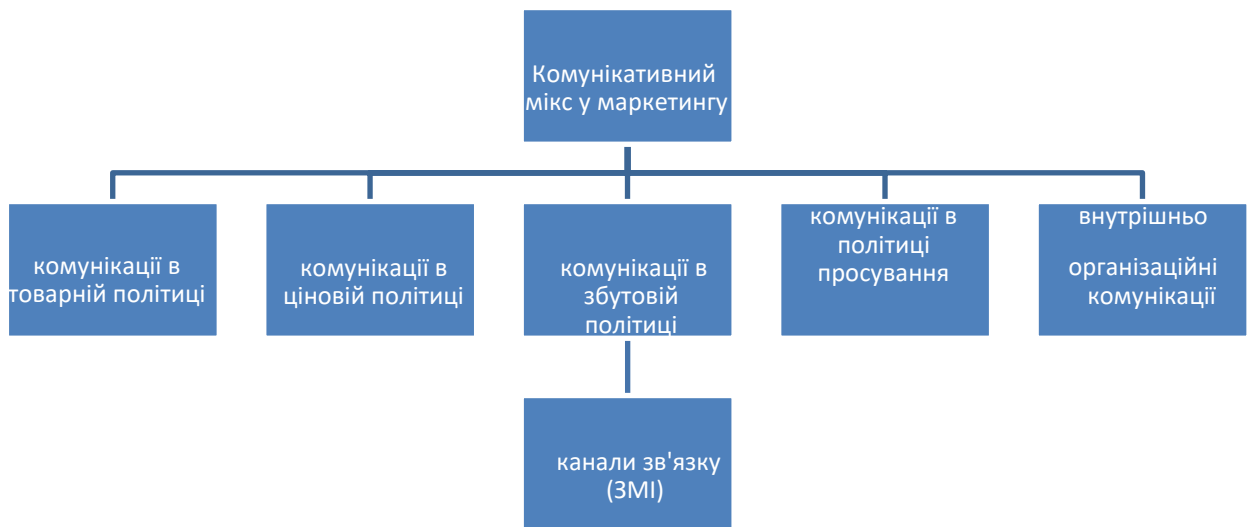 Комунікативний
мікс у маркетингу
комунікації в
товарній політиці
комунікації в
ціновій політиці
комунікації в
збутовій
політиці
комунікації в
політиці
просування
внутрішньо
організаційні
комунікації
канали зв'язку
(ЗМІ)